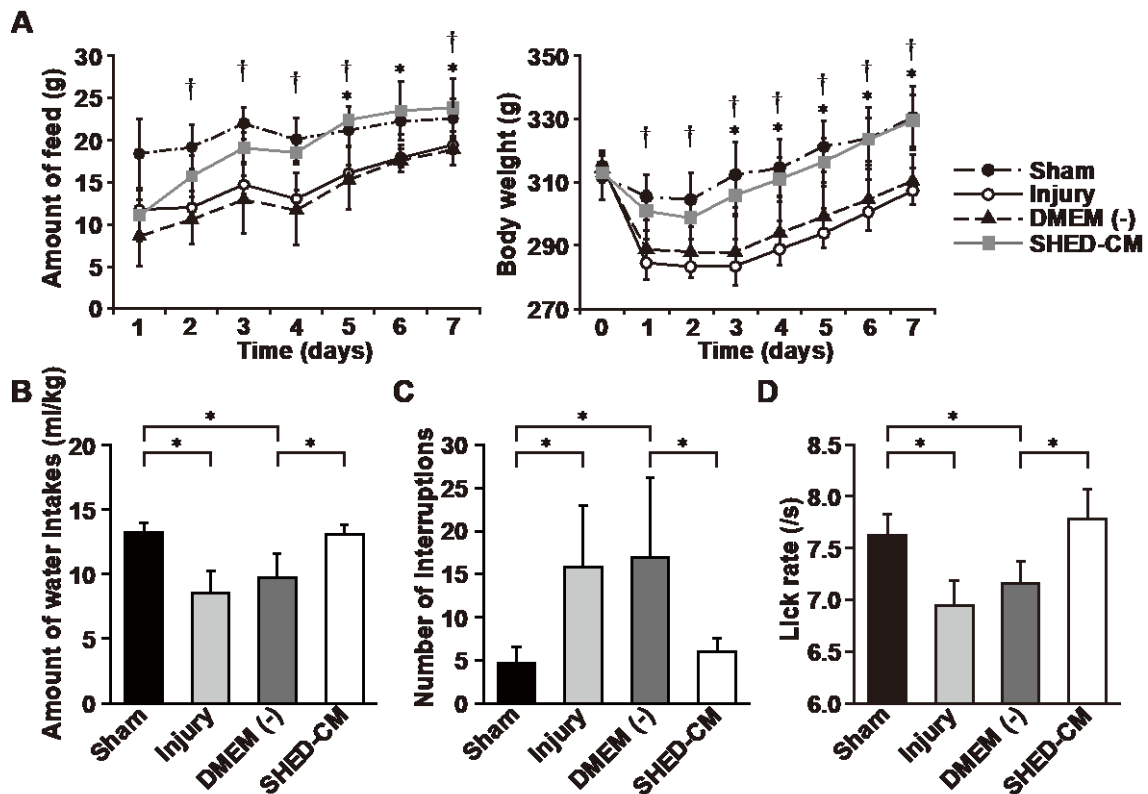 A
Amount of feed (g)
30
25
20
15
10
5
0
† † † † † †
* * *
1 2 3 4 5 6 7
Time (days)
Body weight (g)
350
330
310
290
270
† † † † † † †
* * * * *
0 1 2 3 4 5 6 7
Time (days)
Sham
Injury
DMEM (-)
SHED-CM
B
Amount of water Intakes (ml/kg)
20
15
10
5
0
*
* *
Sham
Injury
DMEM (-)
SHED-CM
C
Number of Interruptions
30
25
20
15
10
5
0
*
* *
Sham
Injury
DMEM (-)
SHED-CM
D
Lick rate (/s)
8.5
8.0
7.5
7.0
6.5
6.0
*
* *
Sham
Injury
DMEM (-)
SHED-CM